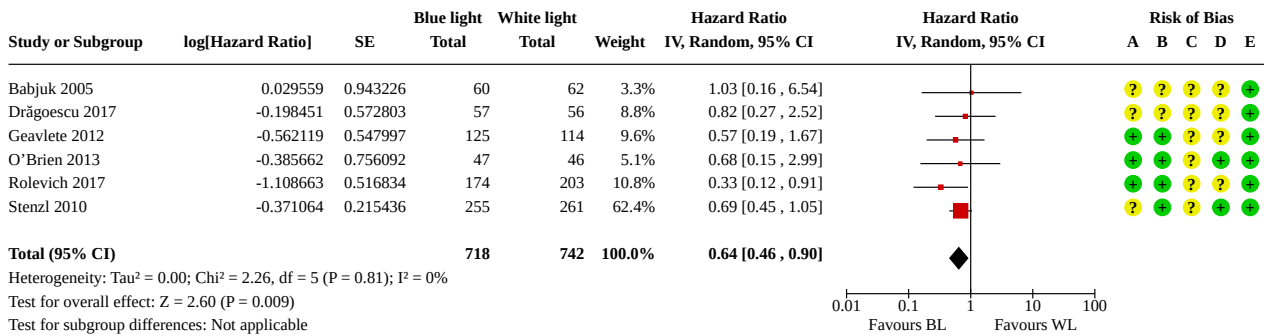 Blue light White light Hazard Ratio Hazard Ratio Risk of Bias
Study or Subgroup log[Hazard Ratio] SE Total Total Weight IV, Random, 95% CI IV, Random, 95% CI A B C D E
Babjuk 2005 0.029559 0.943226 60 62 3.3% 1.03 [0.16 , 6.54] ? ? ? ? +
Drăgoescu 2017 -0.198451 0.572803 57 56 8.8% 0.82 [0.27 , 2.52] ? ? ? ? +
Geavlete 2012 -0.562119 0.547997 125 114 9.6% 0.57 [0.19 , 1.67] + + ? ? +
O’Brien 2013 -0.385662 0.756092 47 46 5.1% 0.68 [0.15 , 2.99] + + ? + +
Rolevich 2017 -1.108663 0.516834 174 203 10.8% 0.33 [0.12 , 0.91] + + ? ? +
Stenzl 2010 -0.371064 0.215436 255 261 62.4% 0.69 [0.45 , 1.05] ? + ? + +
Total (95% CI) 718 742 100.0% 0.64 [0.46 , 0.90]
Heterogeneity: Tau² = 0.00; Chi² = 2.26, df = 5 (P = 0.81); I² = 0%
Test for overall effect: Z = 2.60 (P = 0.009)
0.01 0.1 1 10 100
Test for subgroup differences: Not applicable Favours BL Favours WL